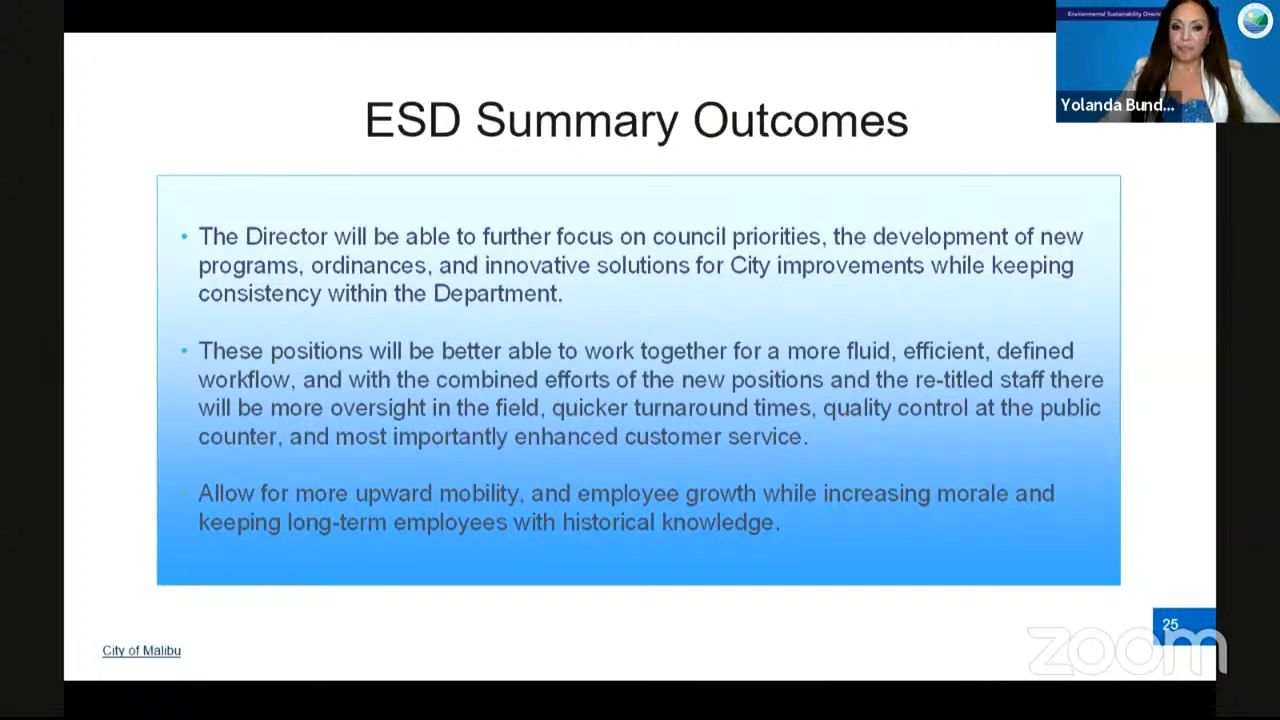 Environmental Sustainability Direct
Yolanda Bund...
ESD Summary Outcomes
• The Director will be able to further focus on council priorities, the development of new
programs, ordinances, and innovative solutions for City improvements while keeping
consistency within the Department.
• These positions will be better able to work together for a more fluid, efficient, defined
workflow, and with the combined efforts of the new positions and the re-titled staff there
will be more oversight in the field, quicker turnaround times, quality control at the public
counter, and most importantly enhanced customer service.
• Allow for more upward mobility, and employee growth while increasing morale and
keeping long-term employees with historical knowledge.
25
City of Malibu
zoom